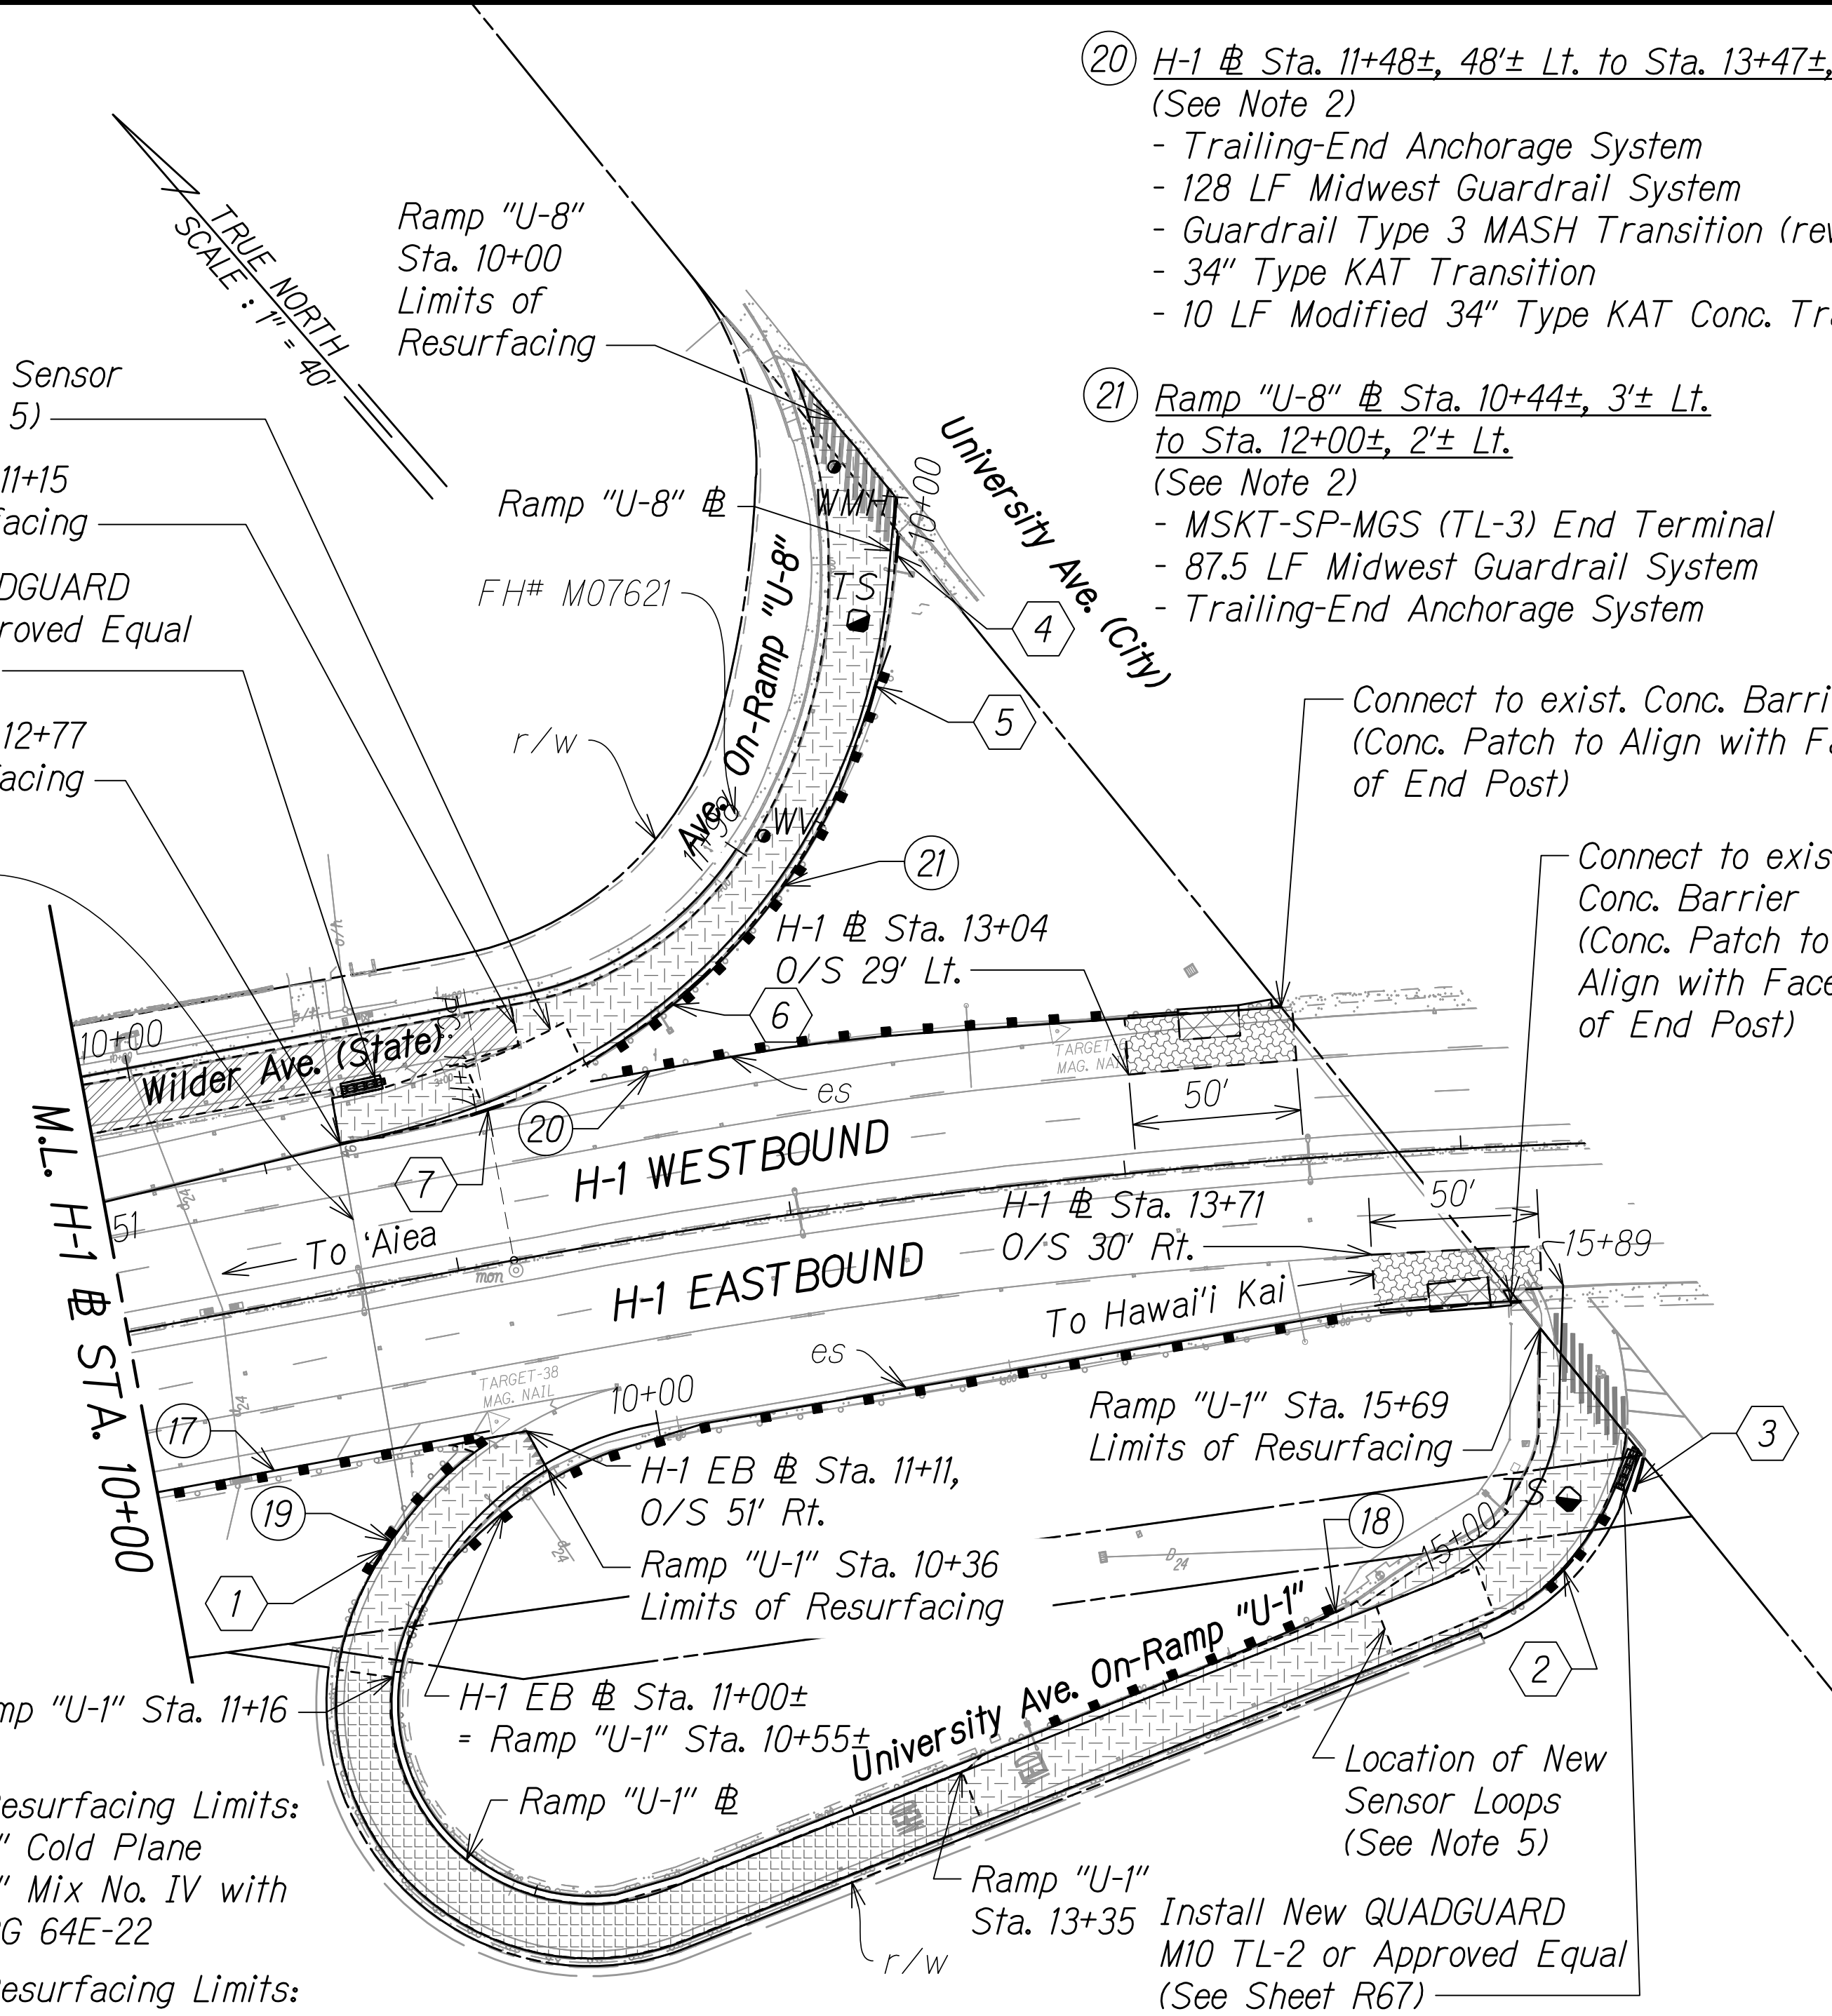 20
H-1 ℄ Sta. 11+48±, 48'± Lt. to Sta. 13+47±,
(See Note 2)
- Trailing-End Anchorage System
- 128 LF Midwest Guardrail System
- Guardrail Type 3 MASH Transition (rev
- 34" Type KAT Transition
- 10 LF Modified 34" Type KAT Conc. Tr
21
Ramp "U-8" ℄ Sta. 10+44±, 3'± Lt.
to Sta. 12+00±, 2'± Lt.
(See Note 2)
- MSKT-SP-MGS (TL-3) End Terminal
- 87.5 LF Midwest Guardrail System
- Trailing-End Anchorage System
TRUE NORTH
SCALE : 1" = 40'
Ramp "U-8"
Sta. 10+00
Limits of
Resurfacing
Sensor
5)
11+15
facing
DGUARD
roved Equal
12+77
facing
Ramp "U-8" ℄
FH# M07621
r/w
WMH
10+00
TS
University Ave. (City)
Ave. On-Ramp "U-8"
WV
4
5
21
6
Connect to exist. Conc. Barri
(Conc. Patch to Align with F
of End Post)
Connect to exis
Conc. Barrier
(Conc. Patch to
Align with Face
of End Post)
H-1 ℄ Sta. 13+04
O/S 29' Lt.
TARGET-
MAG. NAIL
50'
10+00
Wilder Ave. (State)
es
20
7
H-1 WESTBOUND
51
To 'Aiea
mon
H-1 EASTBOUND
H-1 ℄ Sta. 13+71
O/S 30' Rt.
50'
15+89
To Hawai'i Kai
es
M.L. H-1 ℄ STA. 10+00
TARGET-38
MAG. NAIL
10+00
17
19
1
H-1 EB ℄ Sta. 11+11,
O/S 51' Rt.
Ramp "U-1" Sta. 10+36
Limits of Resurfacing
Ramp "U-1" Sta. 15+69
Limits of Resurfacing
3
TS
18
15+00
D24
d24
2
University Ave. On-Ramp "U-1"
mp "U-1" Sta. 11+16
H-1 EB ℄ Sta. 11+00±
= Ramp "U-1" Sta. 10+55±
Ramp "U-1" ℄
Location of New
Sensor Loops
(See Note 5)
Resurfacing Limits:
" Cold Plane
" Mix No. IV with
PG 64E-22
Resurfacing Limits:
Ramp "U-1"
Sta. 13+35
r/w
Install New QUADGUARD
M10 TL-2 or Approved Equal
(See Sheet R67)